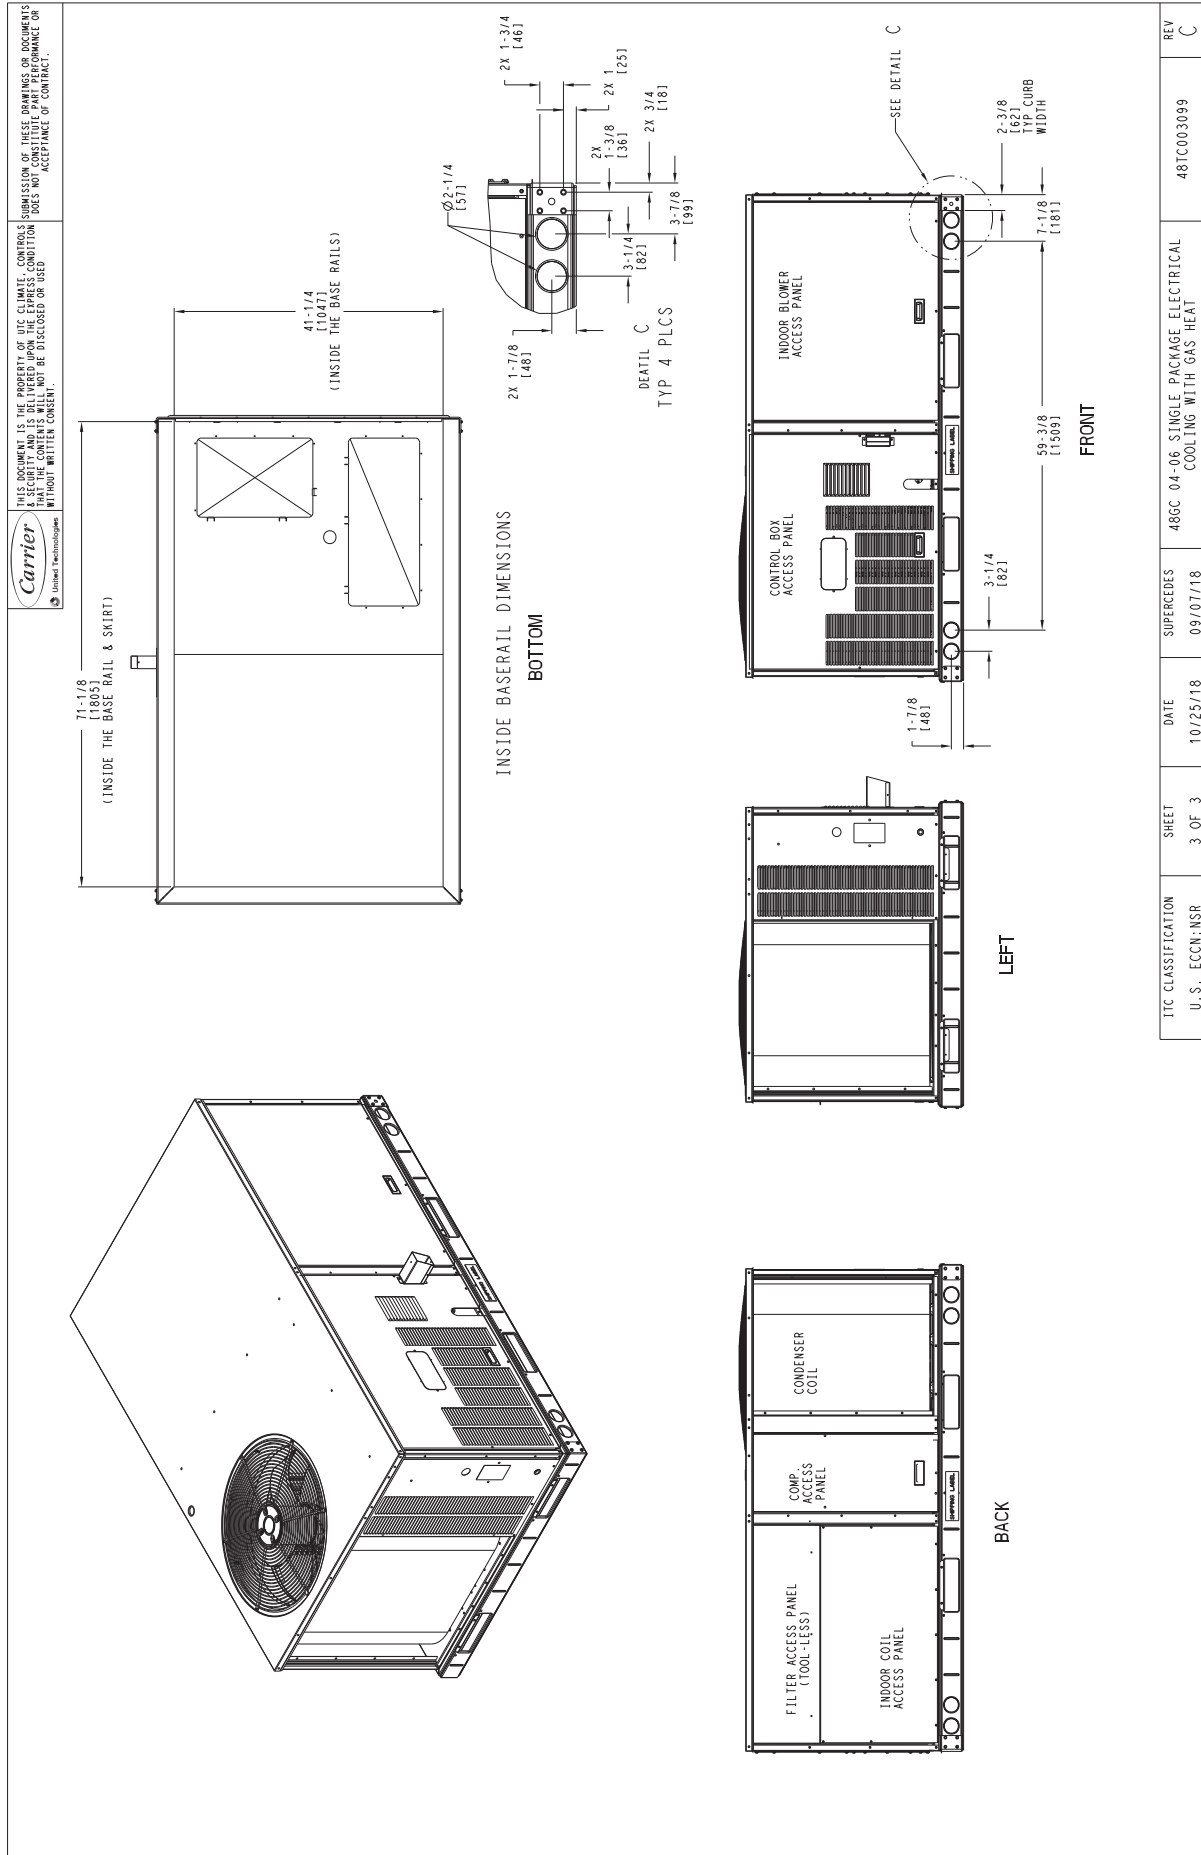 Carrier
United Technologies
THIS DOCUMENT IS THE PROPERTY OF UTC CLIMATE, CONTROLS
& SECURITY AND IS DELIVERED UPON THE EXPRESS CONDITION
THAT THE CONTENTS WILL NOT BE DISCLOSED OR USED
WITHOUT WRITTEN CONSENT.
SUBMISSION OF THESE DRAWINGS OR DOCUMENTS
DOES NOT CONSTITUTE PART PERFORMANCE OR
ACCEPTANCE OF CONTRACT.
71-1/8
[1805]
(INSIDE THE BASE RAIL & SKIRT)
41-1/4
[1047]
(INSIDE THE BASE RAILS)
INSIDE BASERAIL DIMENSIONS
BOTTOM
Ø2-1/4
[57]
2X 1-3/4
[46]
2X 1
[25]
2X 3/4
[18]
2X
1-3/8
[36]
3-7/8
[99]
3-1/4
[82]
2X 1-7/8
[48]
DEATIL C
TYP 4 PLCS
FILTER ACCESS PANEL
(TOOL-LESS)
INDOOR COIL
ACCESS PANEL
COMP.
ACCESS
PANEL
CONDENSER
COIL
SHIPPING LABEL
BACK
LEFT
CONTROL BOX
ACCESS PANEL
INDOOR BLOWER
ACCESS PANEL
SHIPPING LABEL
SEE DETAIL C
1-7/8
[48]
3-1/4
[82]
59-3/8
[1509]
7-1/8
[181]
2-3/8
[62]
TYP CURB
WIDTH
FRONT
ITC CLASSIFICATION
U.S. ECCN:NSR
SHEET
3 OF 3
DATE
10/25/18
SUPERCEDES
09/07/18
48GC 04-06 SINGLE PACKAGE ELECTRICAL
COOLING WITH GAS HEAT
48TC003099
REV
C